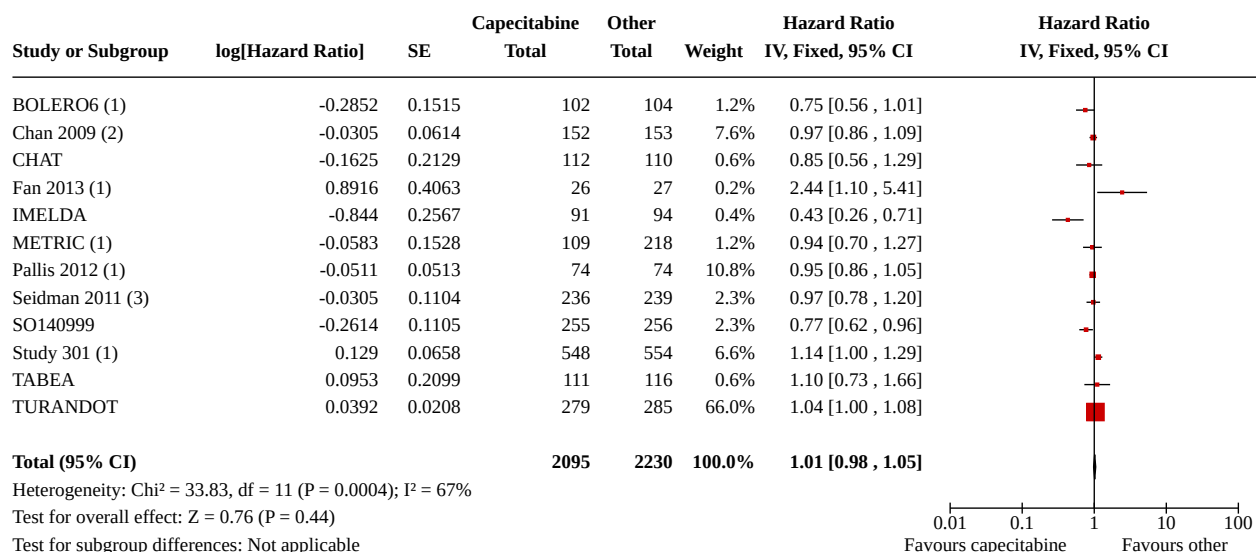 Capecitabine Other Hazard Ratio Hazard Ratio
Study or Subgroup log[Hazard Ratio] SE Total Total Weight IV, Fixed, 95% CI IV, Fixed, 95% CI
BOLERO6 (1) -0.2852 0.1515 102 104 1.2% 0.75 [0.56 , 1.01]
Chan 2009 (2) -0.0305 0.0614 152 153 7.6% 0.97 [0.86 , 1.09]
CHAT -0.1625 0.2129 112 110 0.6% 0.85 [0.56 , 1.29]
Fan 2013 (1) 0.8916 0.4063 26 27 0.2% 2.44 [1.10 , 5.41]
IMELDA -0.844 0.2567 91 94 0.4% 0.43 [0.26 , 0.71]
METRIC (1) -0.0583 0.1528 109 218 1.2% 0.94 [0.70 , 1.27]
Pallis 2012 (1) -0.0511 0.0513 74 74 10.8% 0.95 [0.86 , 1.05]
Seidman 2011 (3) -0.0305 0.1104 236 239 2.3% 0.97 [0.78 , 1.20]
SO140999 -0.2614 0.1105 255 256 2.3% 0.77 [0.62 , 0.96]
Study 301 (1) 0.129 0.0658 548 554 6.6% 1.14 [1.00 , 1.29]
TABEA 0.0953 0.2099 111 116 0.6% 1.10 [0.73 , 1.66]
TURANDOT 0.0392 0.0208 279 285 66.0% 1.04 [1.00 , 1.08]
Total (95% CI) 2095 2230 100.0% 1.01 [0.98 , 1.05]
Heterogeneity: Chi² = 33.83, df = 11 (P = 0.0004); I² = 67%
Test for overall effect: Z = 0.76 (P = 0.44)
0.01 0.1 1 10 100
Test for subgroup differences: Not applicable
Favours capecitabine Favours other